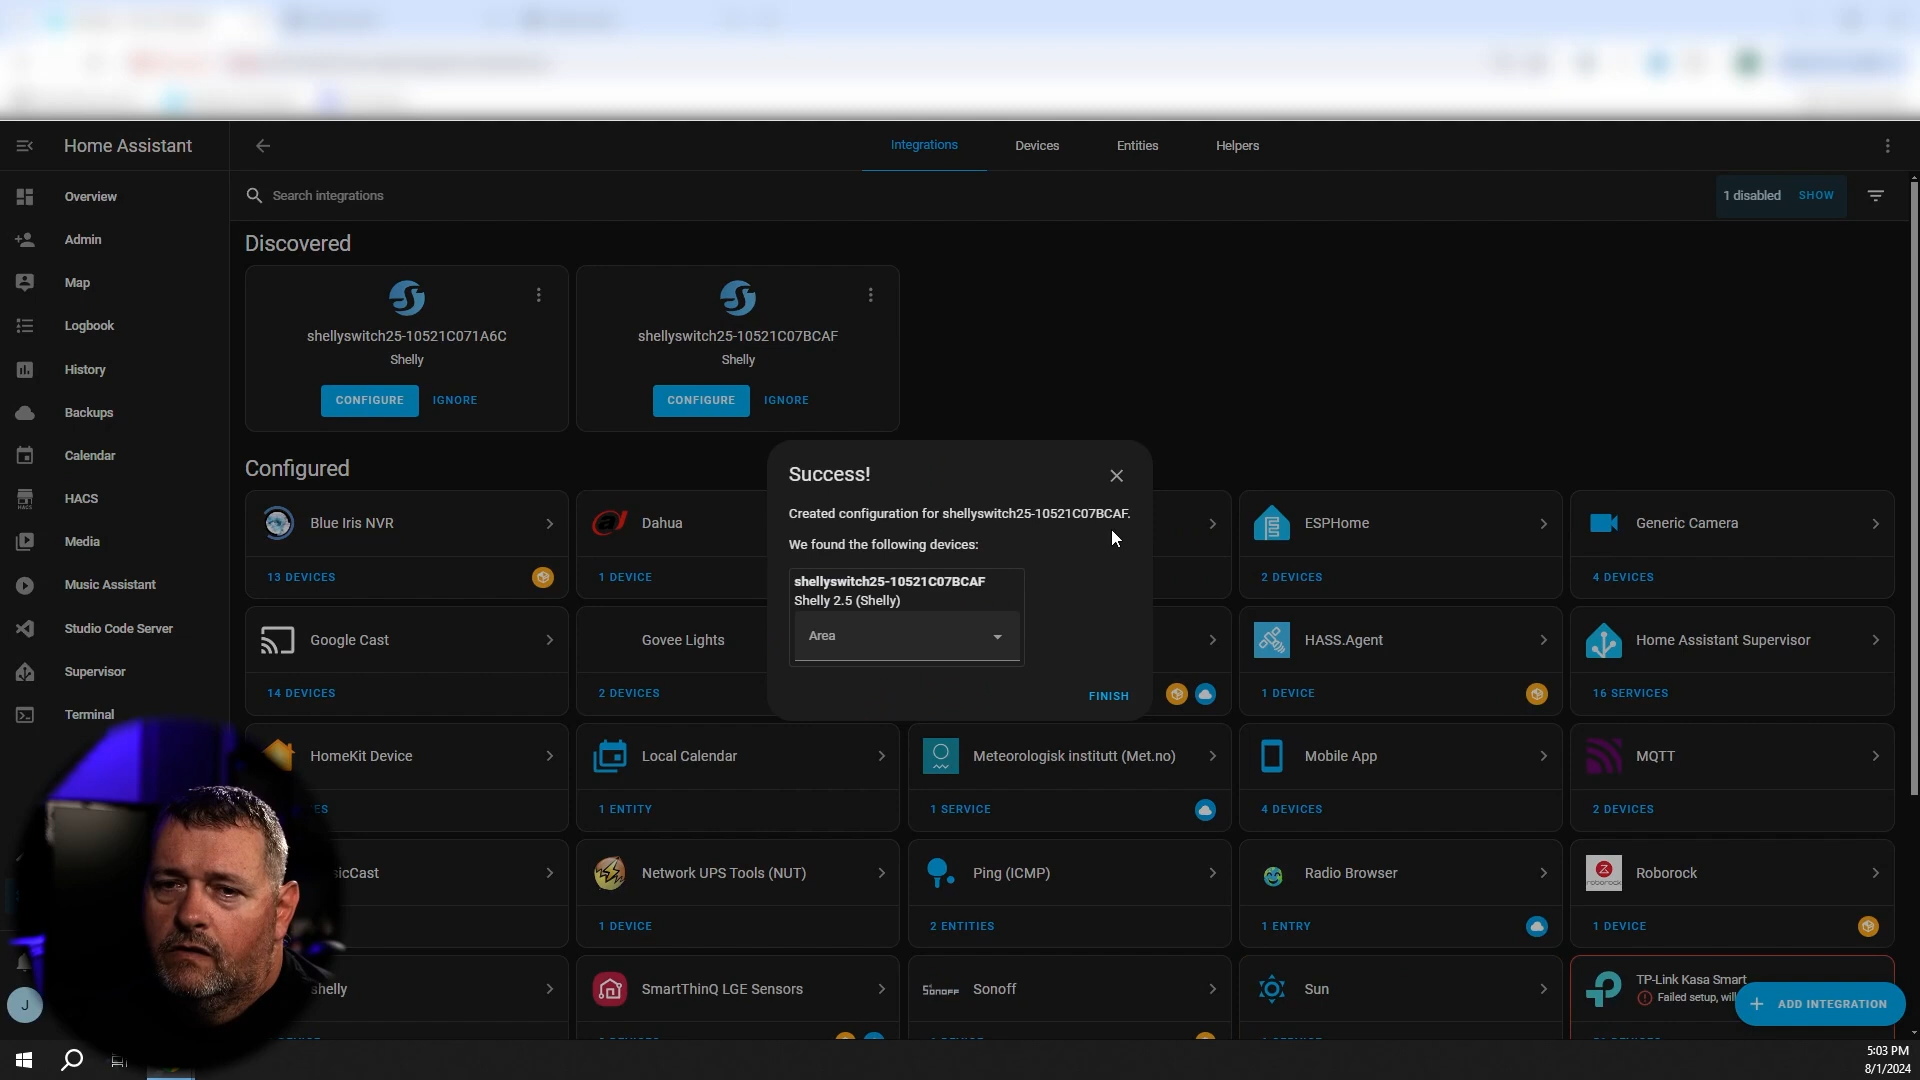 Home Assistant
Integrations
Devices
Entities
Helpers
Overview
Search integrations
1 disabled SHOW
Admin
Discovered
Map
Logbook
shellyswitch25-10521C071A6C
shellyswitch25-10521C07BCAF
Shelly
Shelly
History
CONFIGURE IGNORE
CONFIGURE IGNORE
Backups
Calendar
Configured
Success!
HACS
HACS
Created configuration for shellyswitch25-10521C07BCAF.
Blue Iris NVR
Dahua
ESPHome
Generic Camera
Media
We found the following devices:
13 DEVICES
1 DEVICE
2 DEVICES
4 DEVICES
Music Assistant
shellyswitch25-10521C07BCAF
Shelly 2.5 (Shelly)
Studio Code Server
Google Cast
Govee Lights
Area
HASS.Agent
Home Assistant Supervisor
Supervisor
14 DEVICES
2 DEVICES
FINISH
1 DEVICE
16 SERVICES
Terminal
HomeKit Device
Local Calendar
Meteorologisk institutt (Met.no)
Mobile App
MQTT
1 ENTITY
1 SERVICE
4 DEVICES
2 DEVICES
Network UPS Tools (NUT)
Ping (ICMP)
Radio Browser
roborock
Roborock
1 DEVICE
2 ENTITIES
1 ENTRY
1 DEVICE
SmartThinQ LGE Sensors
SONOFF
Sonoff
Sun
TP-Link Kasa Smart
Failed setup, will
ADD INTEGRATION
J
5:03 PM
8/1/2024